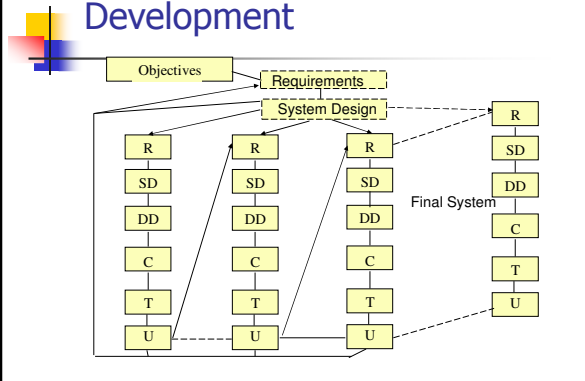 Development
Objectives
Requirements
System Design
R
SD
DD
C
T
U
R
SD
DD
C
T
U
R
SD
DD
C
T
U
Final System
R
SD
DD
C
T
U